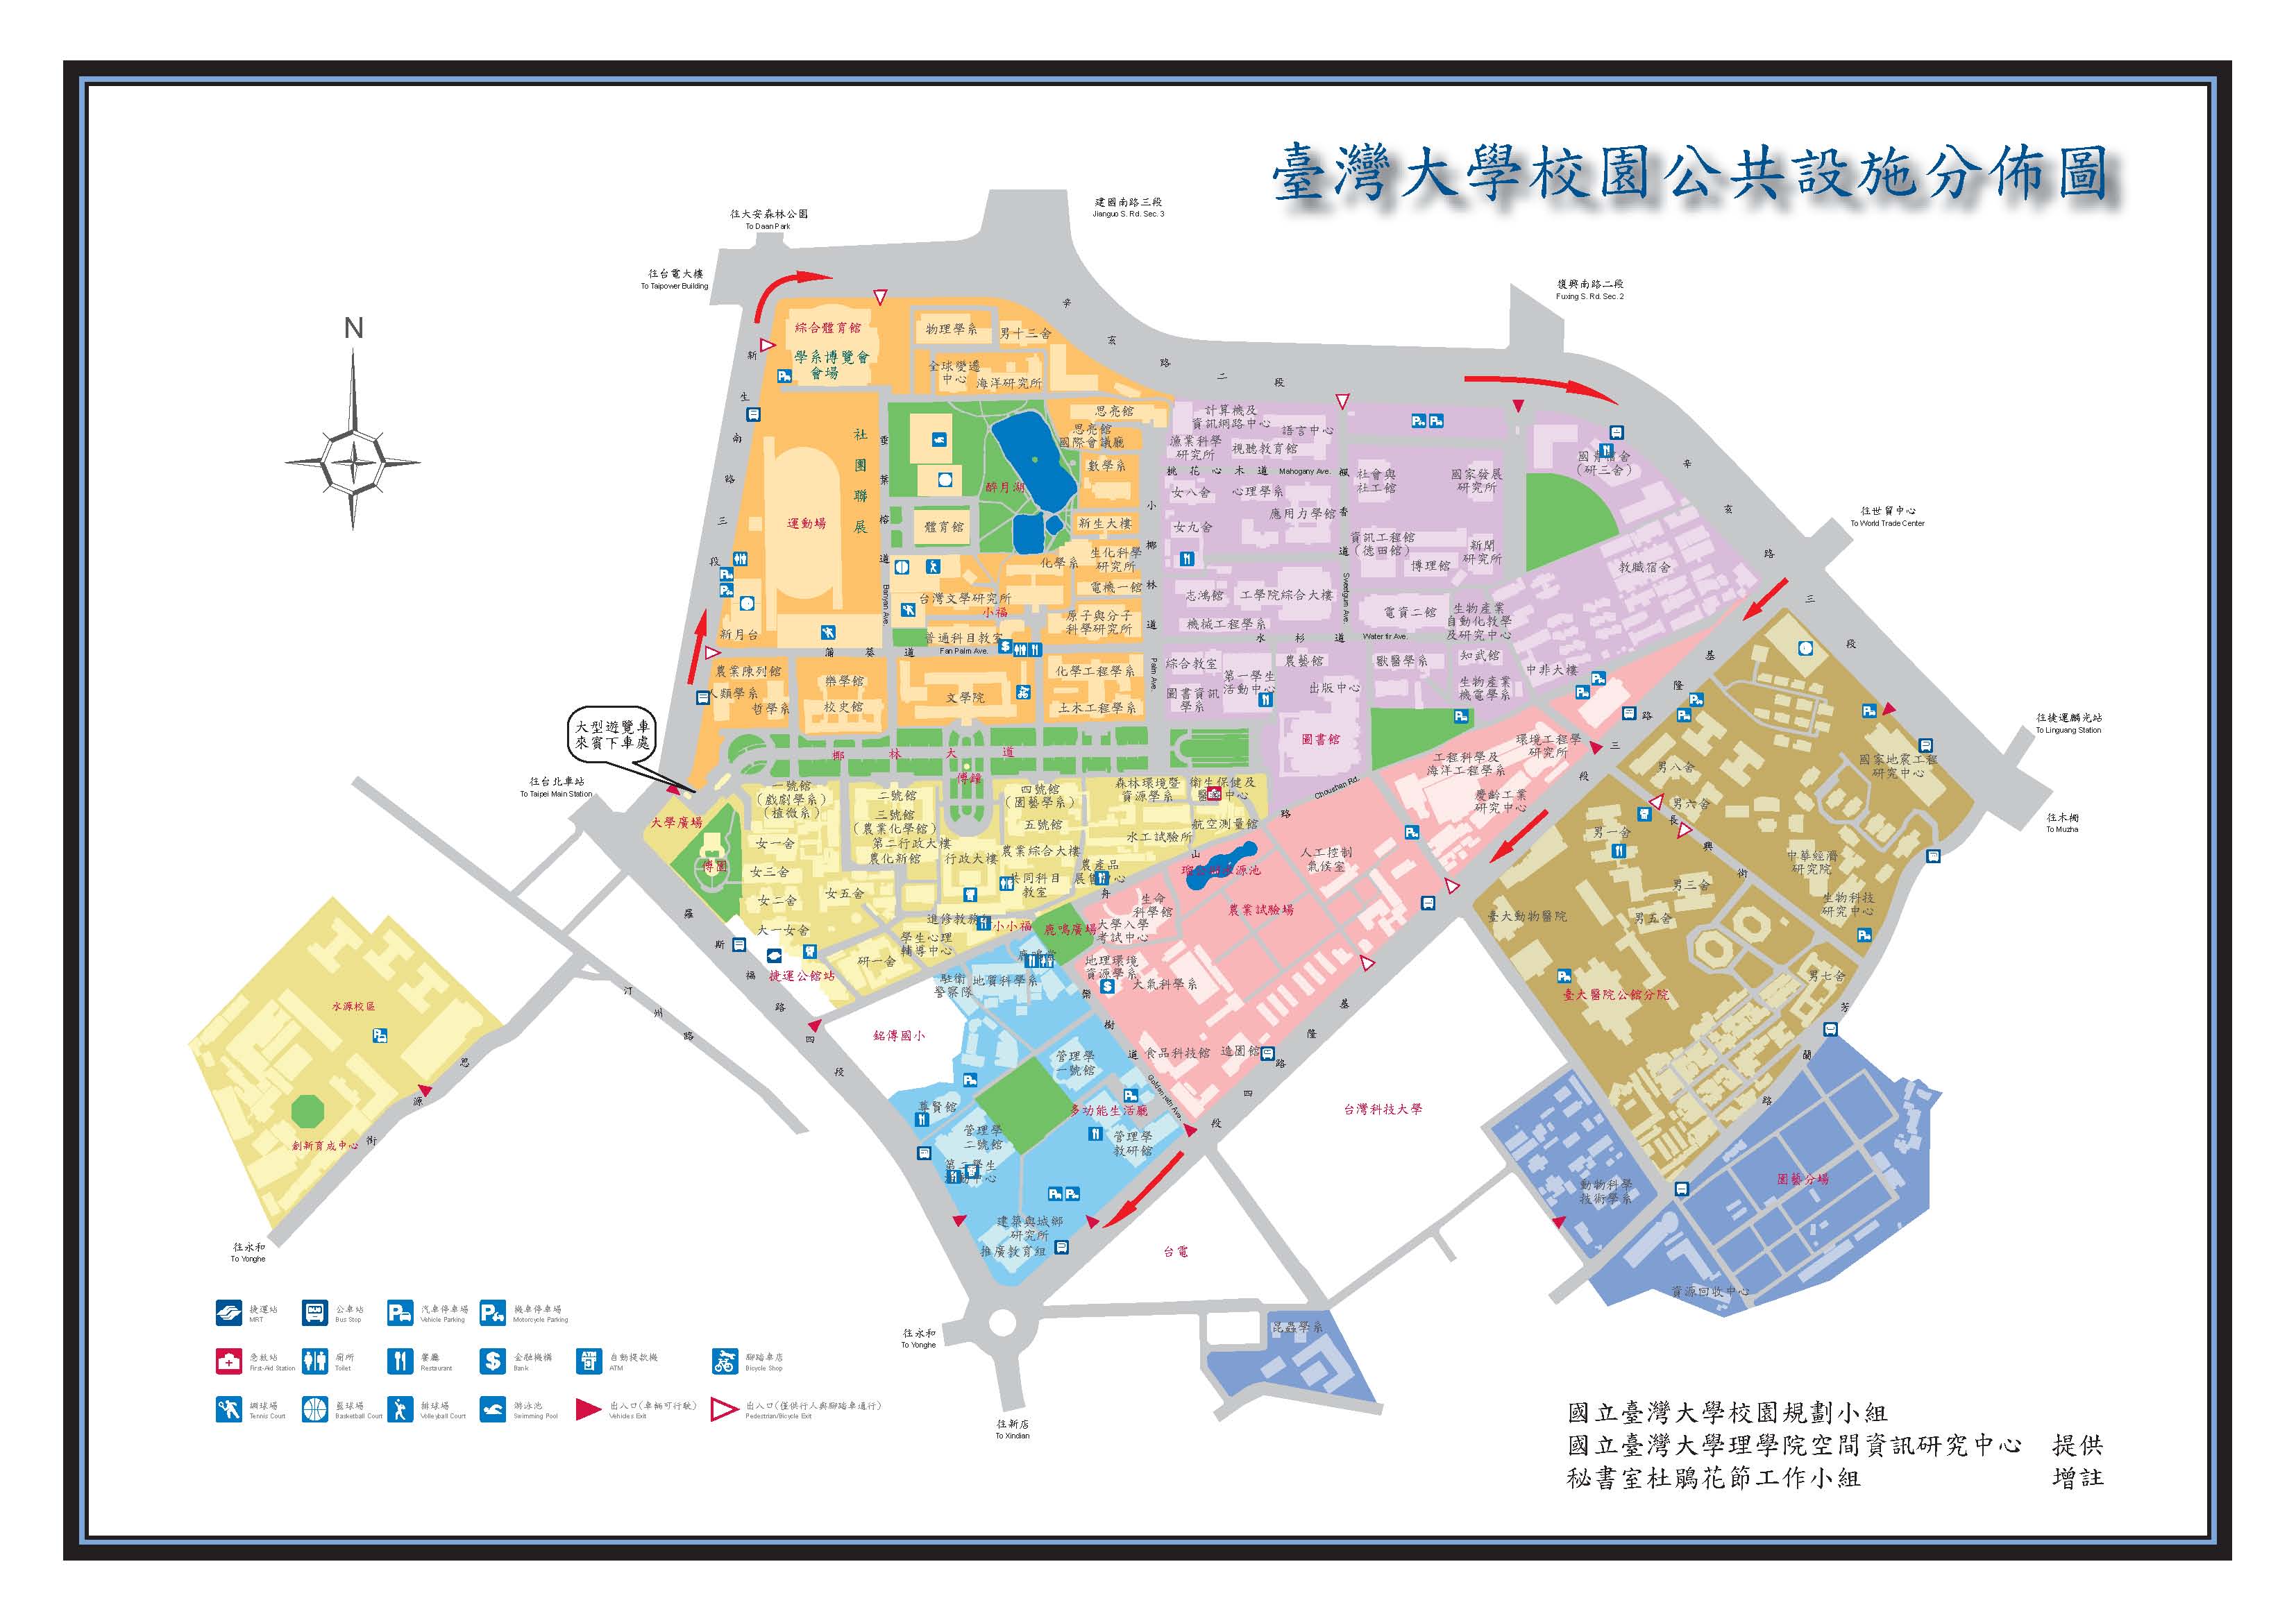 臺灣大學校園公共設施分佈圖
建國南路三段
Jianguo S. Rd. Sec. 3
往大安森林公園
To Daan Park
往台電大樓
To Taipower Building
復興南路二段
Fuxing S. Rd. Sec. 2
N
辛亥路二段
新生南路三段
綜合體育館
學系博覽會
會場
物理學系
男十三舍
全球變遷
中心
海洋研究所
社團聯展
垂葉榕道
Banyan Ave.
運動場
醉月湖
體育館
思亮館
思亮館
國際會議廳
數學系
新生大樓
化學系
生化科學
研究所
電機一館
台灣文學研究所
小福
原子與分子
科學研究所
普通科目教室
新月台
蒲葵道
Fan Palm Ave.
農業陳列館
人類學系
哲學系
樂學館
校史館
文學院
化學工程學系
土木工程學系
小椰林道
Palm Ave.
計算機及
資訊網路中心
語言中心
漁業科學
研究所
視聽教育館
桃花心木道
Mahogany Ave.
楓香道
Sweetgum Ave.
女八舍
心理學系
女九舍
應用力學館
社會與
社工館
國家發展
研究所
國青宿舍
(研三舍)
辛亥路三段
往世貿中心
To World Trade Center
資訊工程館
(德田館)
新聞
研究所
博理館
教職宿舍
志鴻館
工學院綜合大樓
機械工程學系
電資二館
生物產業
自動化教學
及研究中心
水杉道
Water fir Ave.
綜合教室
第一學生
活動中心
農藝館
獸醫學系
知武館
中非大樓
圖書資訊
學系
出版中心
生物產業
機電學系
圖書館
大型遊覽車
來賓下車處
椰林大道
傅鐘
往台北車站
To Taipei Main Station
大學廣場
傅園
一號館
(戲劇學系)
(植微系)
二號館
三號館
(農業化學館)
第二行政大樓
農化新館
行政大樓
四號館
(園藝學系)
五號館
農業綜合大樓
森林環境暨
資源學系
衛生保健及
水工試驗所
航空測量館
農產品
共同科目
教室
女一舍
女三舍
女二舍
女五舍
大一女舍
學生心理
輔導中心
研一舍
小小福
鹿鳴廣場
捷運公館站
羅斯福路四段
舟山路
Choushan Rd.
駐衛
警察隊
地質科學系
銘傳國小
環境工程學
研究所
工程科學及
海洋工程學系
慶齡工業
研究中心
人工控制
氣候室
農業試驗場
生命
科學館
大學入學
考試中心
地理環境
資源學系
大氣科學系
食品科技館
造園館
管理學
一號館
多功能生活廳
尊賢館
管理學
二號館
管理學
教研館
建築與城鄉
研究所
推廣教育組
基隆路三段
基隆路四段
長興街
芳蘭路
男八舍
男六舍
男一舍
男三舍
男五舍
男七舍
臺大動物醫院
臺大醫院公館分院
國家地震工程
研究中心
中華經濟
研究院
生物科技
研究中心
往捷運麟光站
To Linguang Station
往木柵
To Muzha
台灣科技大學
台電
動物科學
技術學系
園藝分場
資源回收中心
昆蟲學系
水源校區
創新育成中心
思源街
汀州路
往永和
To Yonghe
往永和
To Yonghe
往新店
To Xindian
捷運站
MRT
公車站
Bus Stop
汽車停車場
Vehicle Parking
機車停車場
Motorcycle Parking
急救站
First-Aid Station
廁所
Toilet
餐廳
Restaurant
金融機構
Bank
自動提款機
ATM
腳踏車店
Bicycle Shop
網球場
Tennis Court
籃球場
Basketball Court
排球場
Volleyball Court
游泳池
Swimming Pool
出入口(車輛可行駛)
Vehicles Exit
出入口(僅供行人與腳踏車通行)
Pedestrian/Bicycle Exit
國立臺灣大學校園規劃小組
國立臺灣大學理學院空間資訊研究中心 提供
秘書室杜鵑花節工作小組 增註